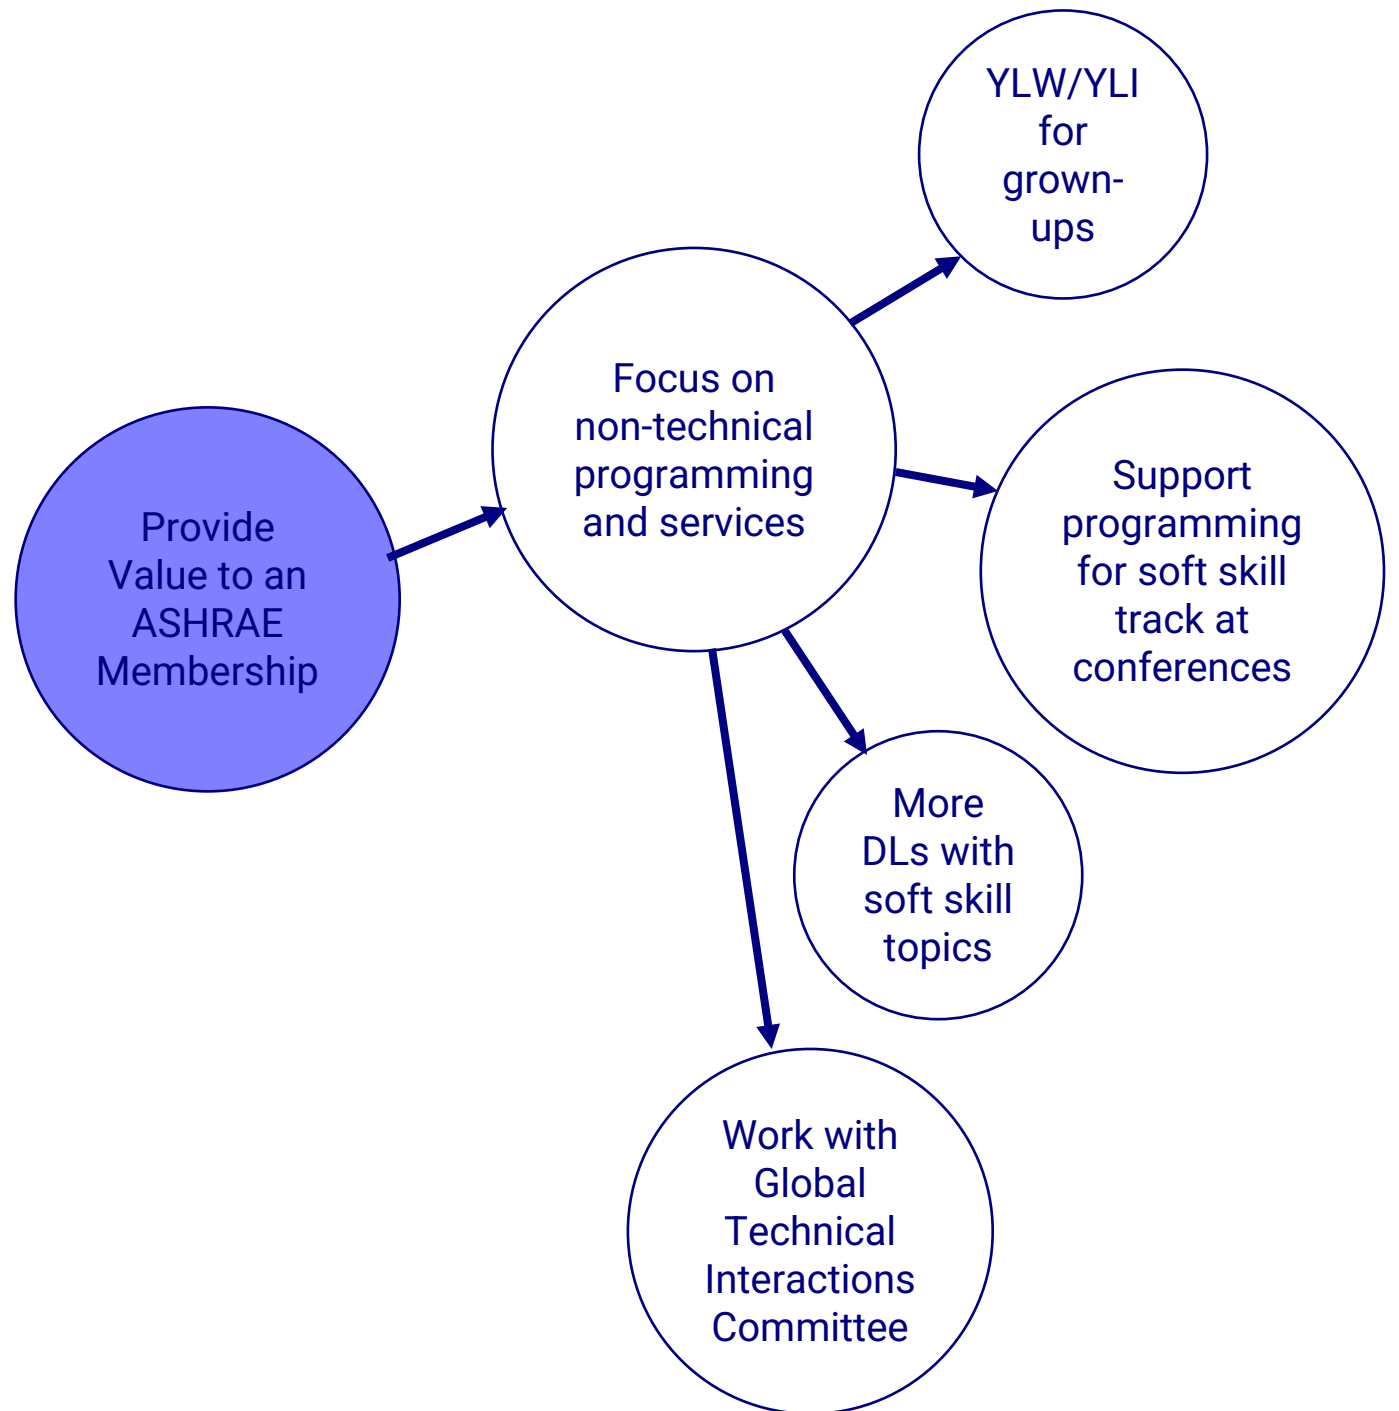 YLW/YLI
for
grown-
ups
Focus on
non-technical
programming
and services
Provide
Value to an
ASHRAE
Membership
Support
programming
for soft skill
track at
conferences
More
DLs with
soft skill
topics
Work with
Global
Technical
Interactions
Committee